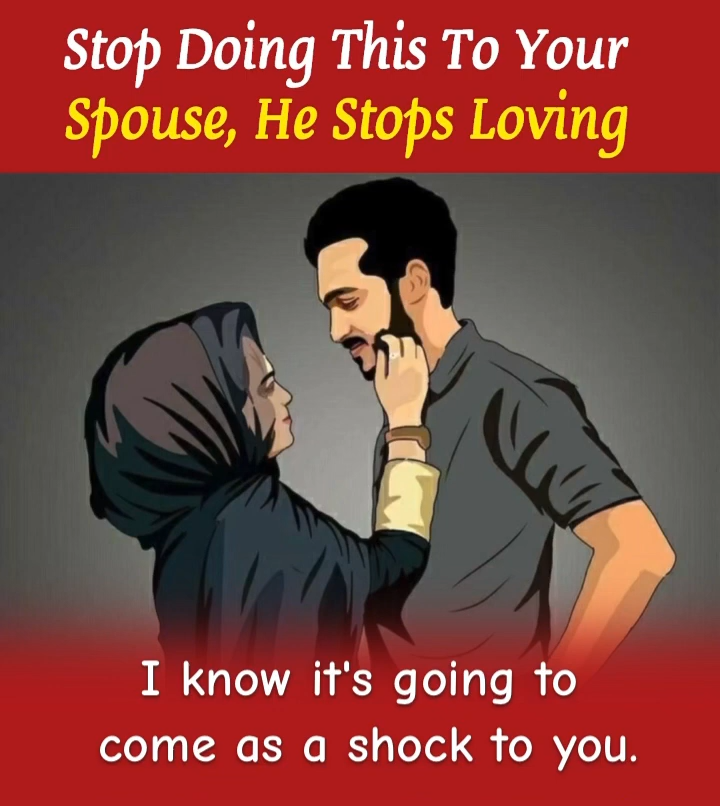 Stop Doing This To Your
Spouse, He Stops Loving
I know it's going to
come as a shock to you.